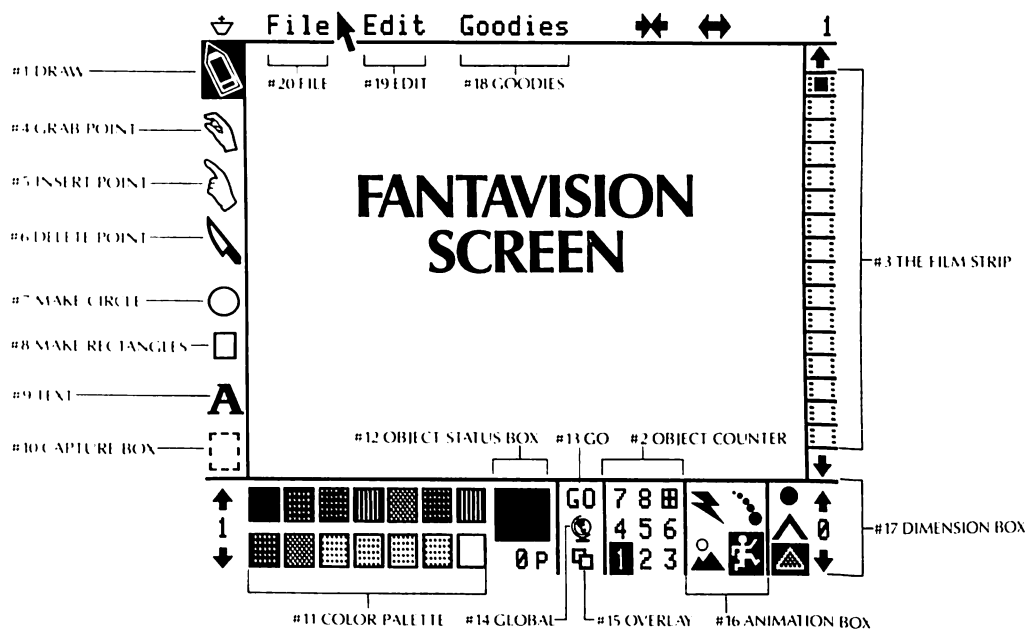 File Edit Goodies 1
#1 DRAW
#20 FILE #19 EDIT #18 GOODIES
#4 GRAB POINT
#5 INSERT POINT
FANTAVISION
SCREEN
#6 DELETE POINT
#3 THE FILM STRIP
#7 MAKE CIRCLE
#8 MAKE RECTANGLES
#9 TEXT
A
#10 CAPTURE BOX
#12 OBJECT STATUS BOX #13 GO #2 OBJECT COUNTER
GO 7 8
1 4 5 6 0
#17 DIMENSION BOX
0 P 1 2 3
#11 COLOR PALETTE #14 GLOBAL #15 OVERLAY #16 ANIMATION BOX